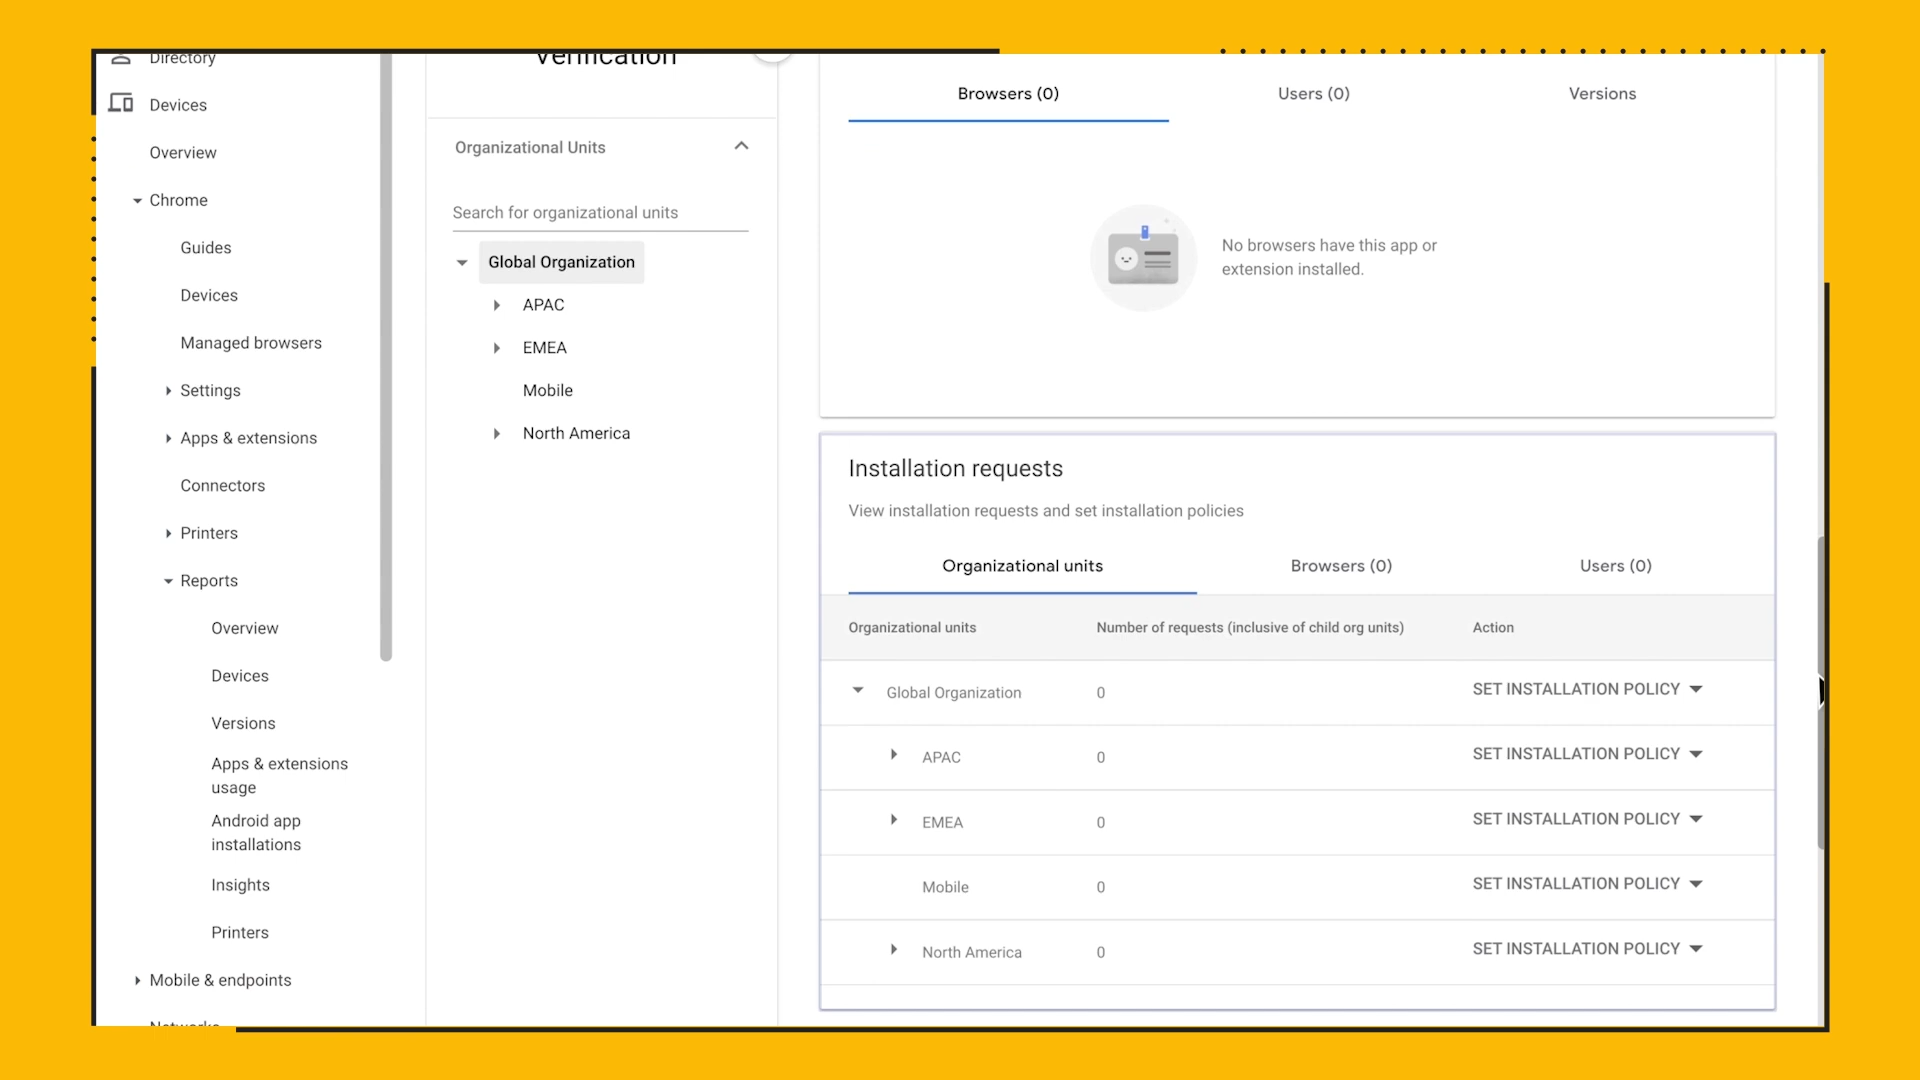 Directory
Devices
Overview
Chrome
Guides
Devices
Managed browsers
Settings
Apps & extensions
Connectors
Printers
Reports
Overview
Devices
Versions
Apps & extensions
usage
Android app
installations
Insights
Printers
Mobile & endpoints
Networks
Verification
Organizational Units
Search for organizational units
Global Organization
APAC
EMEA
Mobile
North America
Browsers (0) Users (0) Versions
No browsers have this app or
extension installed.
Installation requests
View installation requests and set installation policies
Organizational units Browsers (0) Users (0)
Organizational units Number of requests (inclusive of child org units) Action
Global Organization 0 SET INSTALLATION POLICY
APAC 0 SET INSTALLATION POLICY
EMEA 0 SET INSTALLATION POLICY
Mobile 0 SET INSTALLATION POLICY
North America 0 SET INSTALLATION POLICY